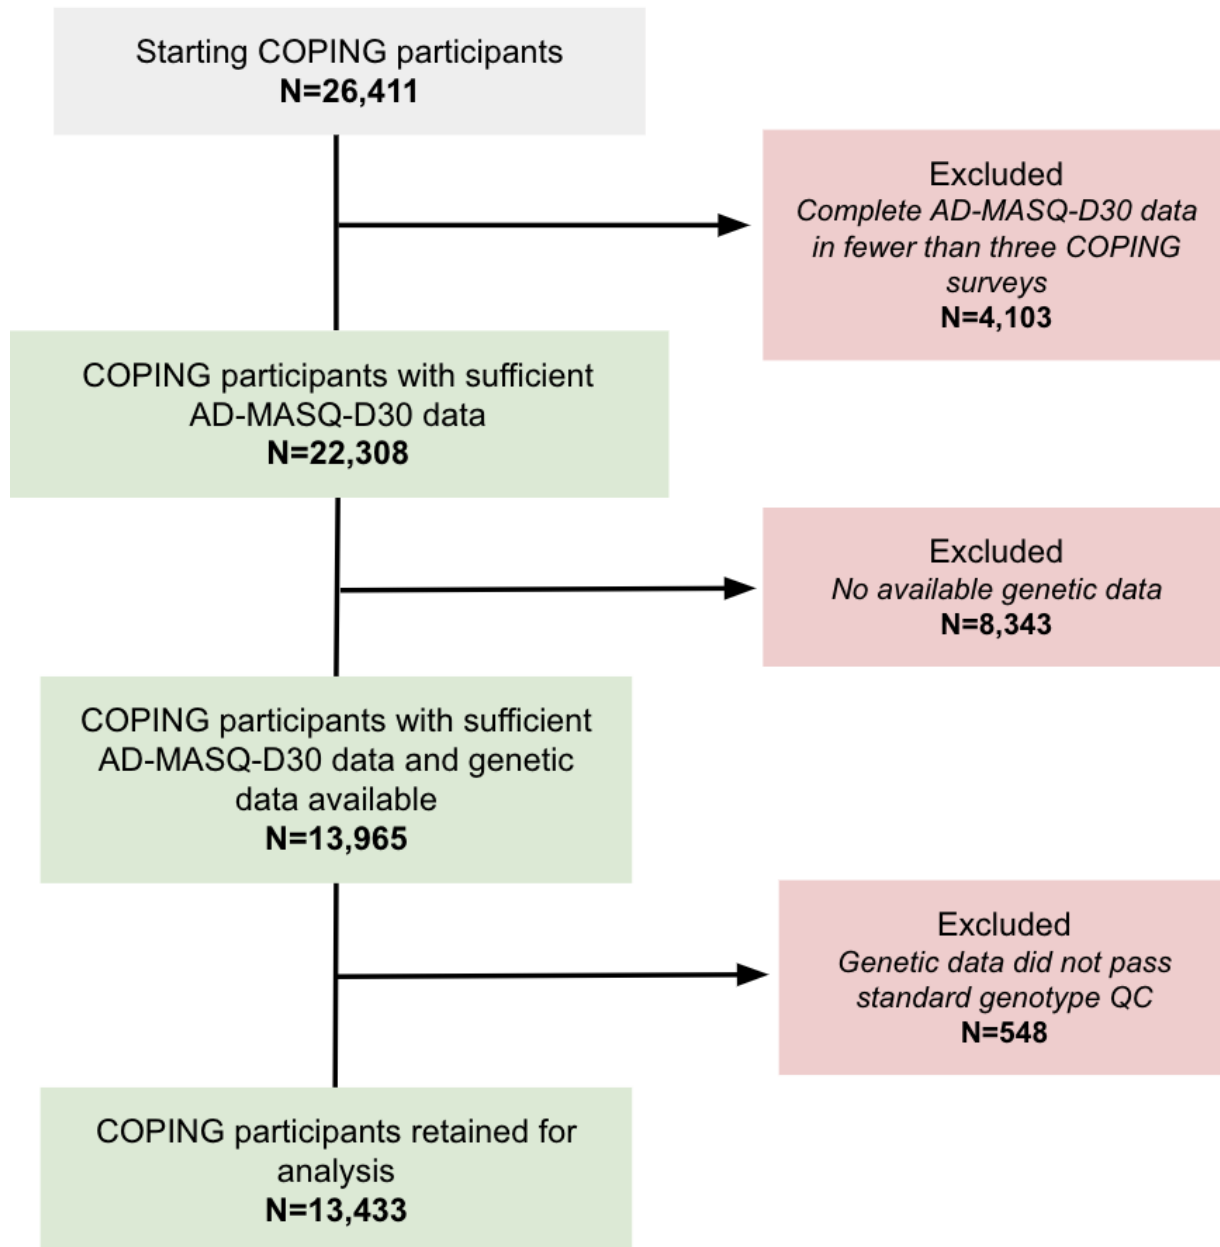 Starting COPING participants
N=26,411
Excluded
Complete AD-MASQ-D30 data
in fewer than three COPING
surveys
N=4,103
COPING participants with sufficient
AD-MASQ-D30 data
N=22,308
Excluded
No available genetic data
N=8,343
COPING participants with sufficient
AD-MASQ-D30 data and genetic
data available
N=13,965
Excluded
Genetic data did not pass
standard genotype QC
N=548
COPING participants retained for
analysis
N=13,433